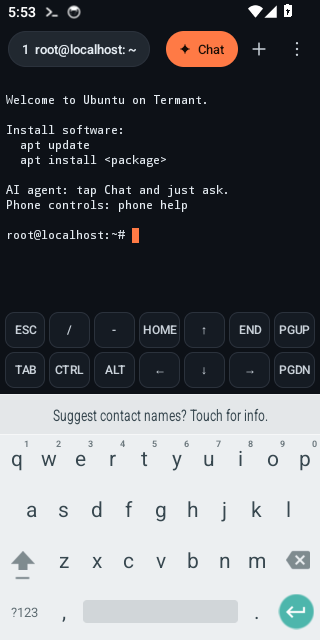 5:53
1 root@localhost: ~
Chat
Welcome to Ubuntu on Termant.
Install software:
apt update
apt install <package>
AI agent: tap Chat and just ask.
Phone controls: phone help
root@localhost:~#
ESC / - HOME ↑ END PGUP
TAB CTRL ALT ← ↓ → PGDN
Suggest contact names? Touch for info.
1 2 3 4 5 6 7 8 9 0
q w e r t y u i o p
a s d f g h j k l
z x c v b n m
?123 , .